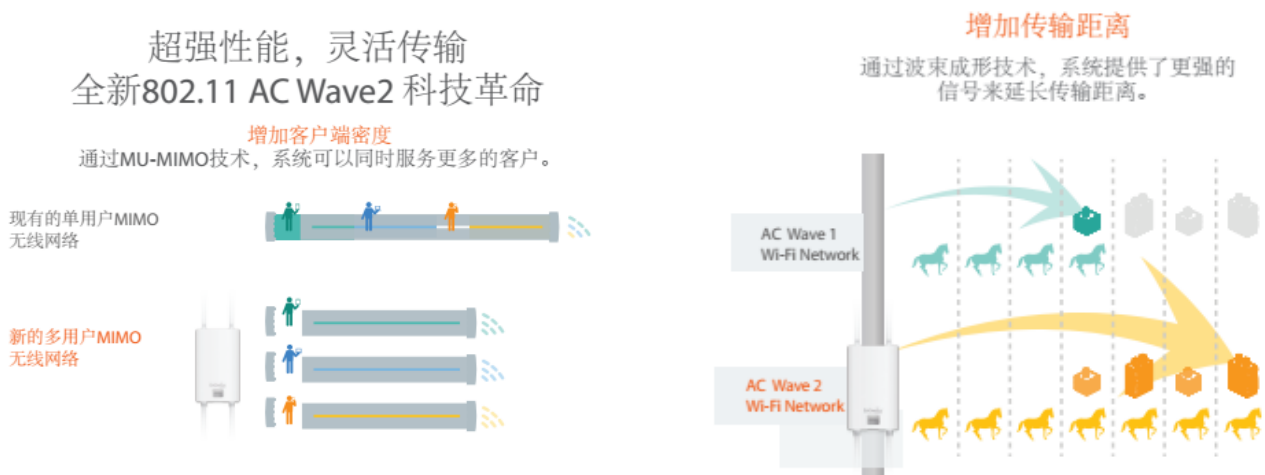 超强性能，灵活传输
全新802.11 AC Wave2 科技革命
增加客户端密度
通过MU-MIMO技术，系统可以同时服务更多的客户。
现有的单用户MIMO
无线网络
新的多用户MIMO
无线网络
增加传输距离
通过波束成形技术，系统提供了更强的
信号来延长传输距离。
AC Wave 1
Wi-Fi Network
AC Wave 2
Wi-Fi Network